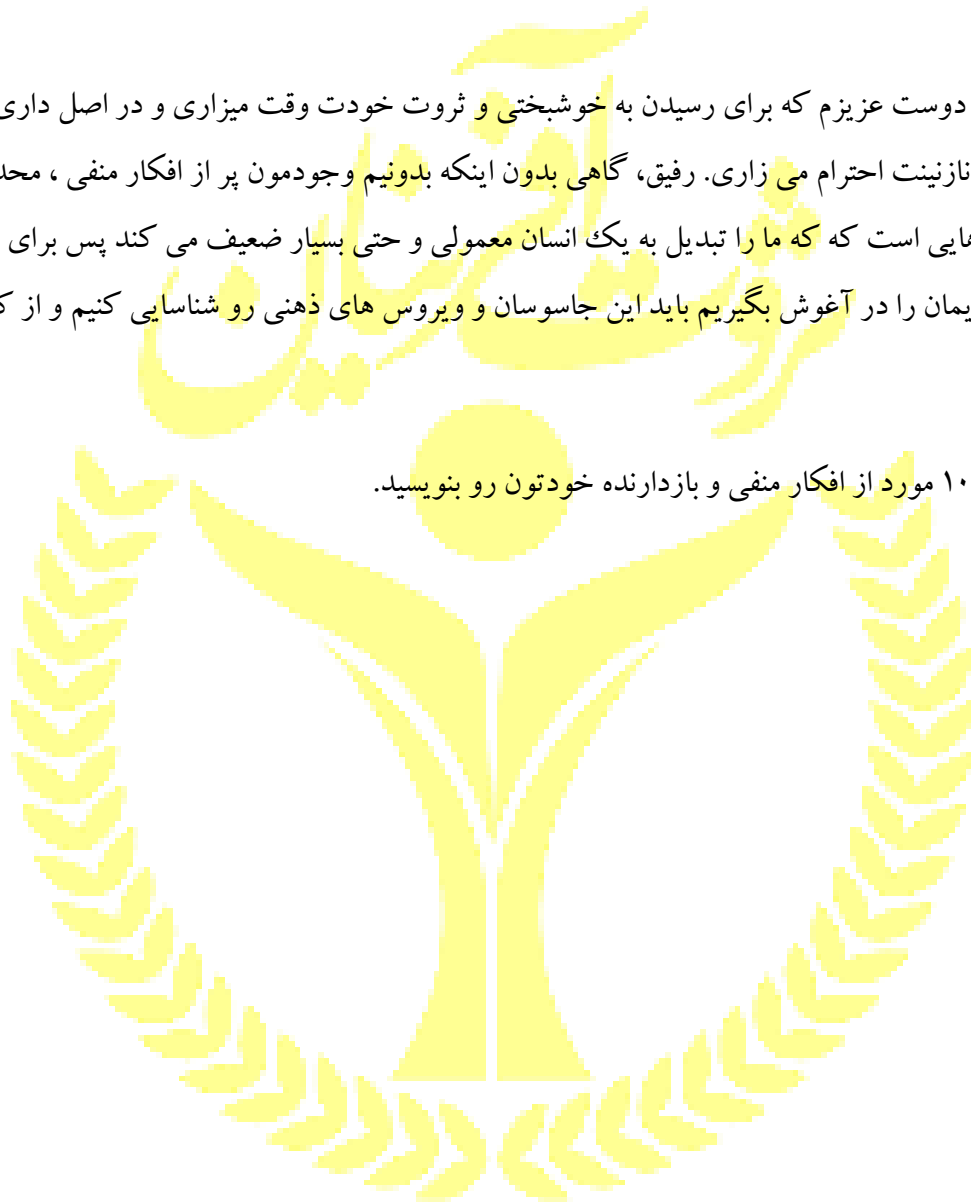 ثروت آفرینان
دوست عزیزم که برای رسیدن به خوشبختی و ثروت خودت وقت میزاری و در اصل داری
نازنینت احترام می زاری. رفیق، گاهی بدون اینکه بدونیم وجودمون پر از افکار منفی ، محد
هایی است که که ما را تبدیل به یک انسان معمولی و حتی بسیار ضعیف می کند پس برای
یمان را در آغوش بگیریم باید این جاسوسان و ویروس های ذهنی رو شناسایی کنیم و از ک
۱۰ مورد از افکار منفی و بازدارنده خودتون رو بنویسید.